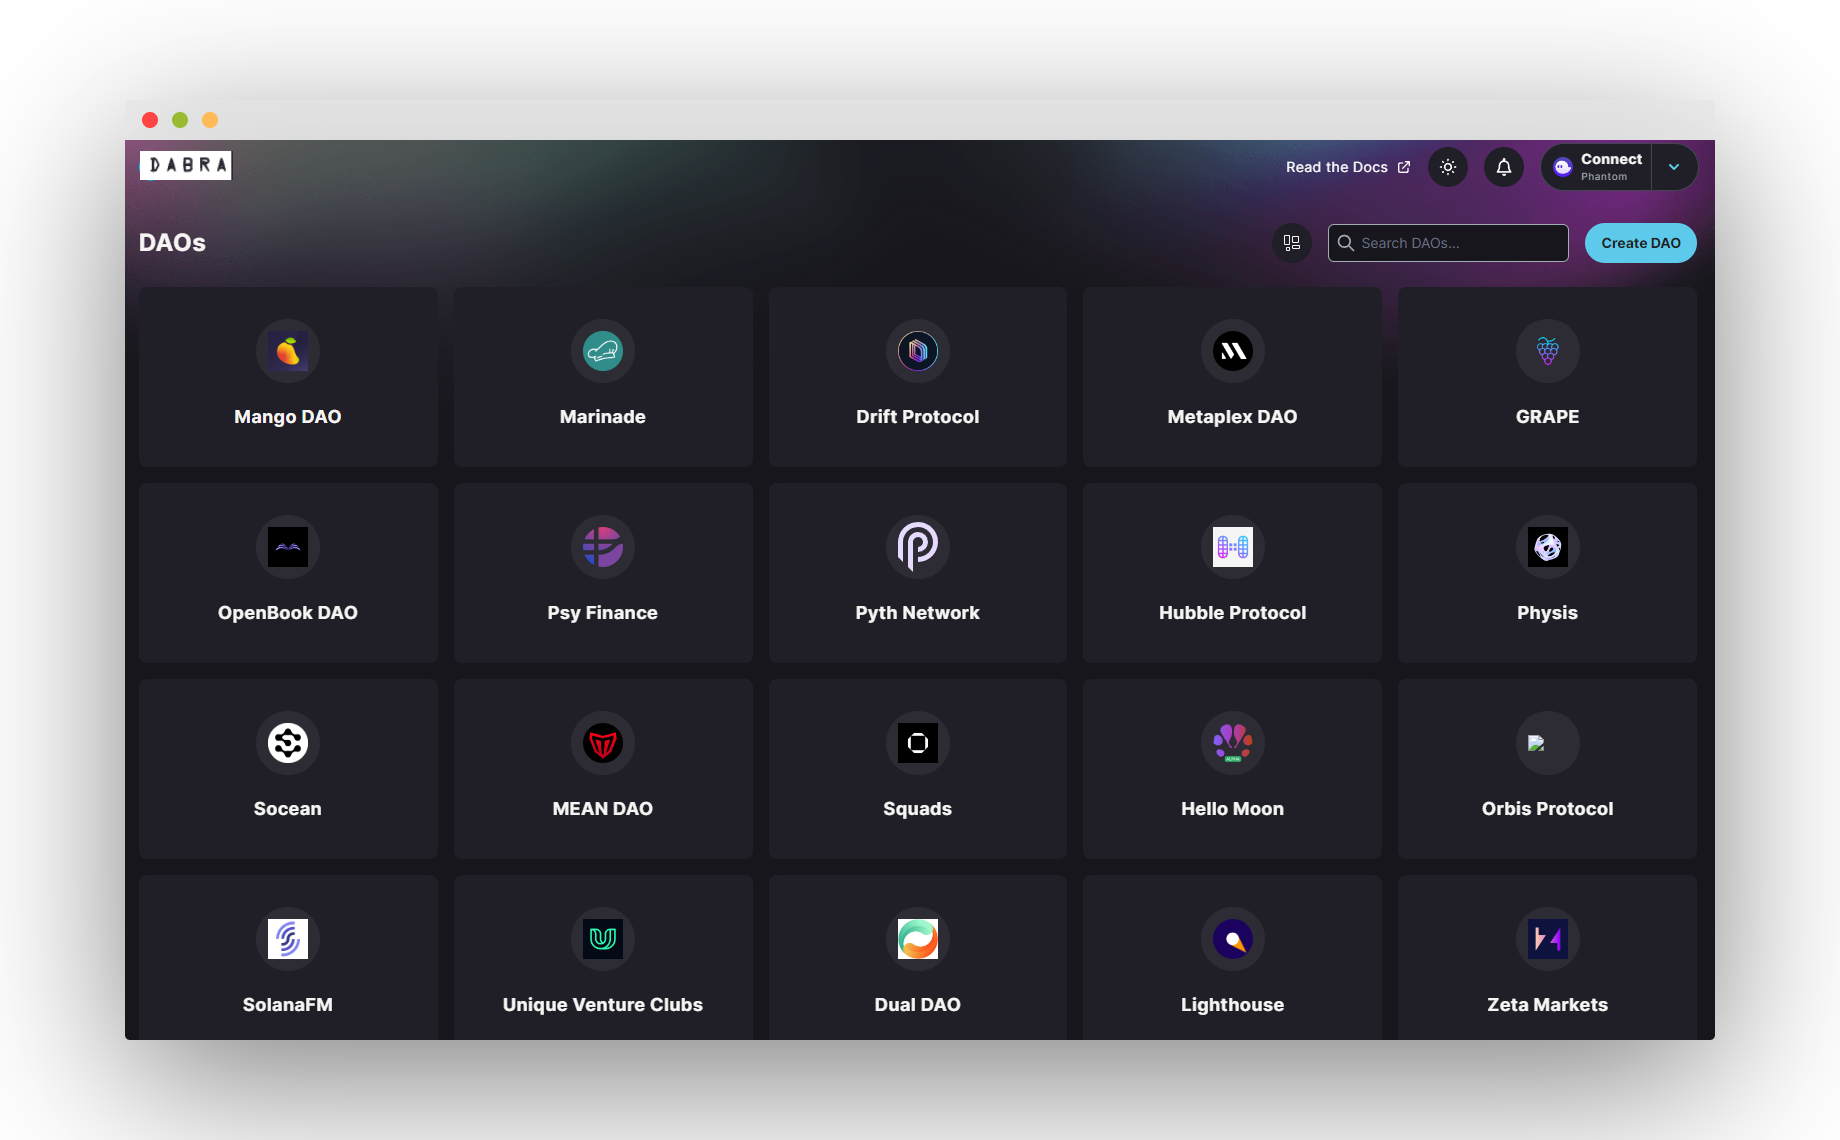 DABRA
Read the Docs
Connect
Phantom
DAOs
Search DAOs...
Create DAO
Mango DAO
Marinade
Drift Protocol
Metaplex DAO
GRAPE
OpenBook DAO
Psy Finance
Pyth Network
Hubble Protocol
Physis
Socean
MEAN DAO
Squads
ALPHA
Hello Moon
Orbis Protocol
SolanaFM
Unique Venture Clubs
Dual DAO
Lighthouse
Zeta Markets